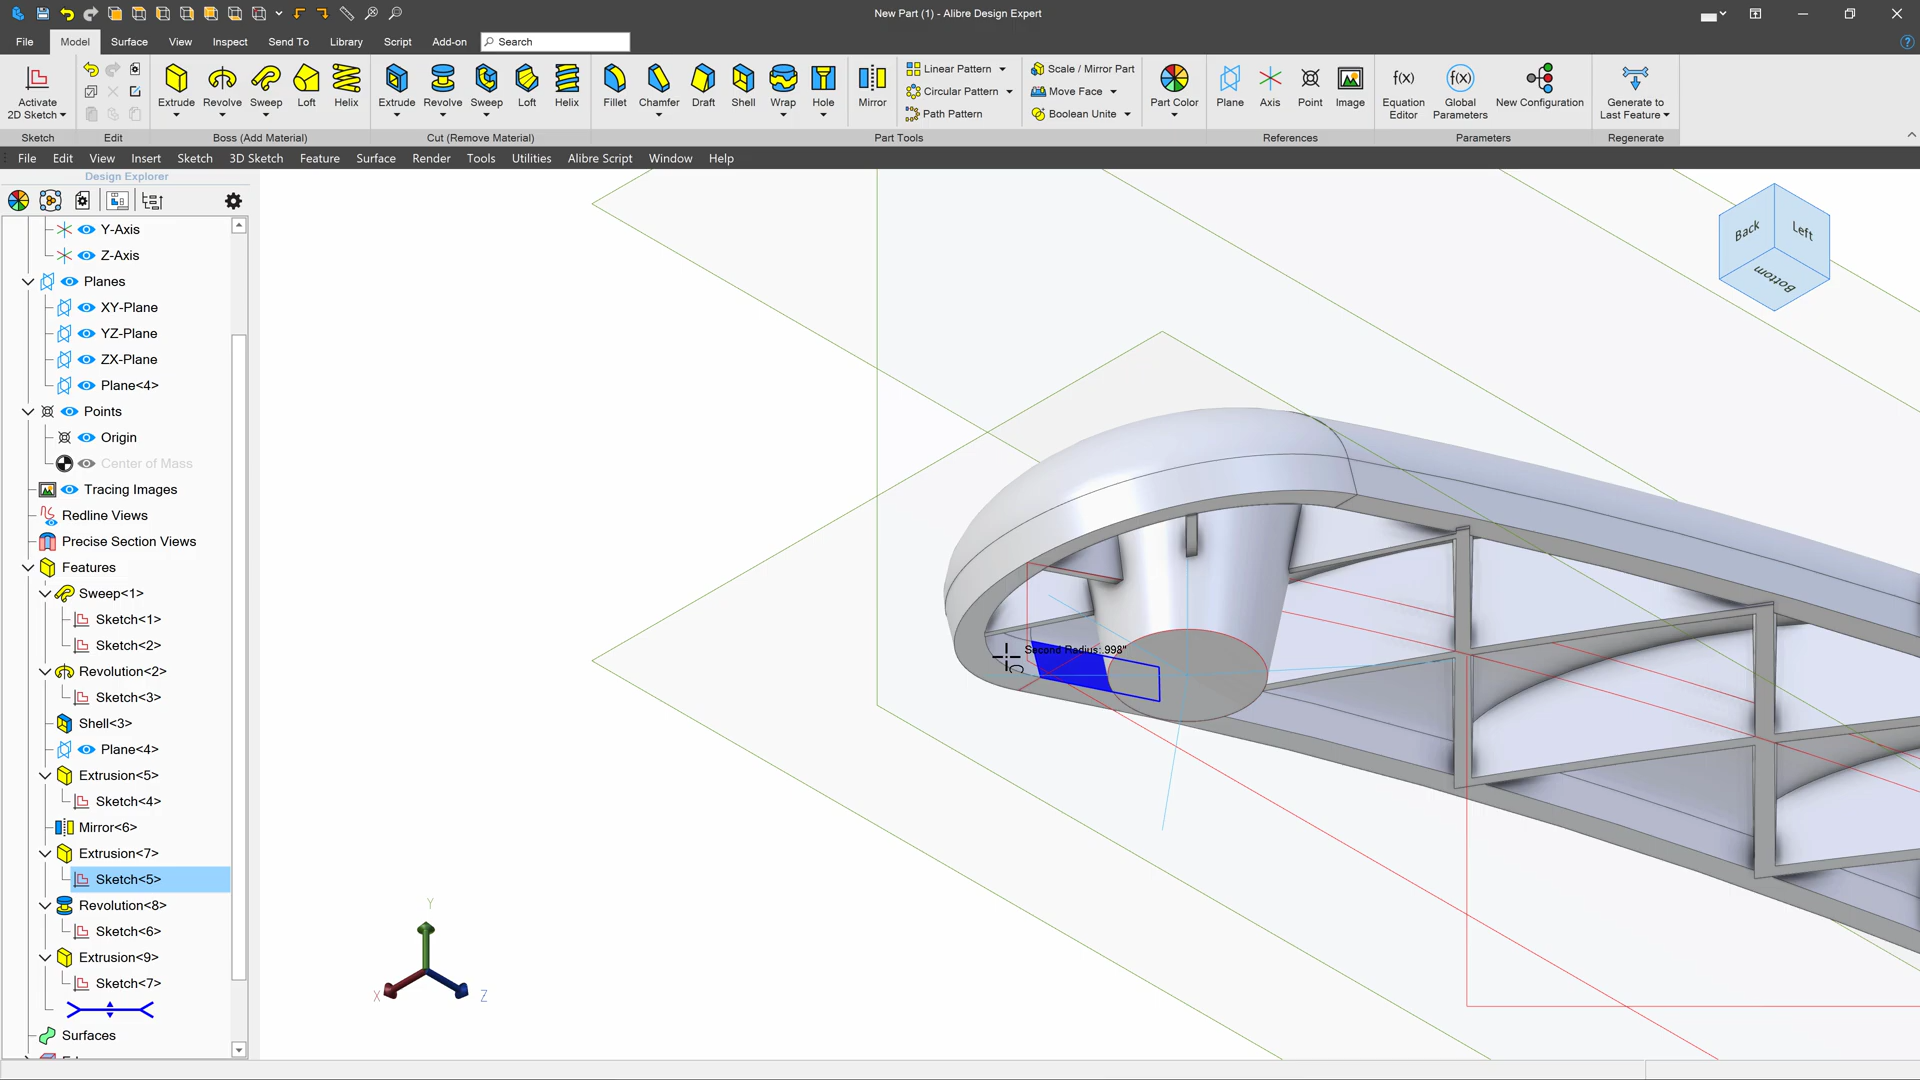 New Part (1) - Alibre Design Expert
File Model Surface View Inspect Send To Library Script Add-on Search
Activate 2D Sketch
Sketch
Edit
Extrude Revolve Sweep Loft Helix
Boss (Add Material)
Extrude Revolve Sweep Loft Helix
Cut (Remove Material)
Fillet Chamfer Draft Shell Wrap Hole
Mirror
Linear Pattern
Circular Pattern
Path Pattern
Scale / Mirror Part
Move Face
Boolean Unite
Part Tools
Part Color
Plane Axis Point Image
References
f(x) Equation Editor
f(x) Global Parameters
New Configuration
Parameters
Generate to Last Feature
Regenerate
File Edit View Insert Sketch 3D Sketch Feature Surface Render Tools Utilities Alibre Script Window Help
Design Explorer
Y-Axis
Z-Axis
Planes
XY-Plane
YZ-Plane
ZX-Plane
Plane<4>
Points
Origin
Center of Mass
Tracing Images
Redline Views
Precise Section Views
Features
Sweep<1>
Sketch<1>
Sketch<2>
Revolution<2>
Sketch<3>
Shell<3>
Plane<4>
Extrusion<5>
Sketch<4>
Mirror<6>
Extrusion<7>
Sketch<5>
Revolution<8>
Sketch<6>
Extrusion<9>
Sketch<7>
Surfaces
Back
Left
Bottom
Second Radius:.998"
Y
X
Z